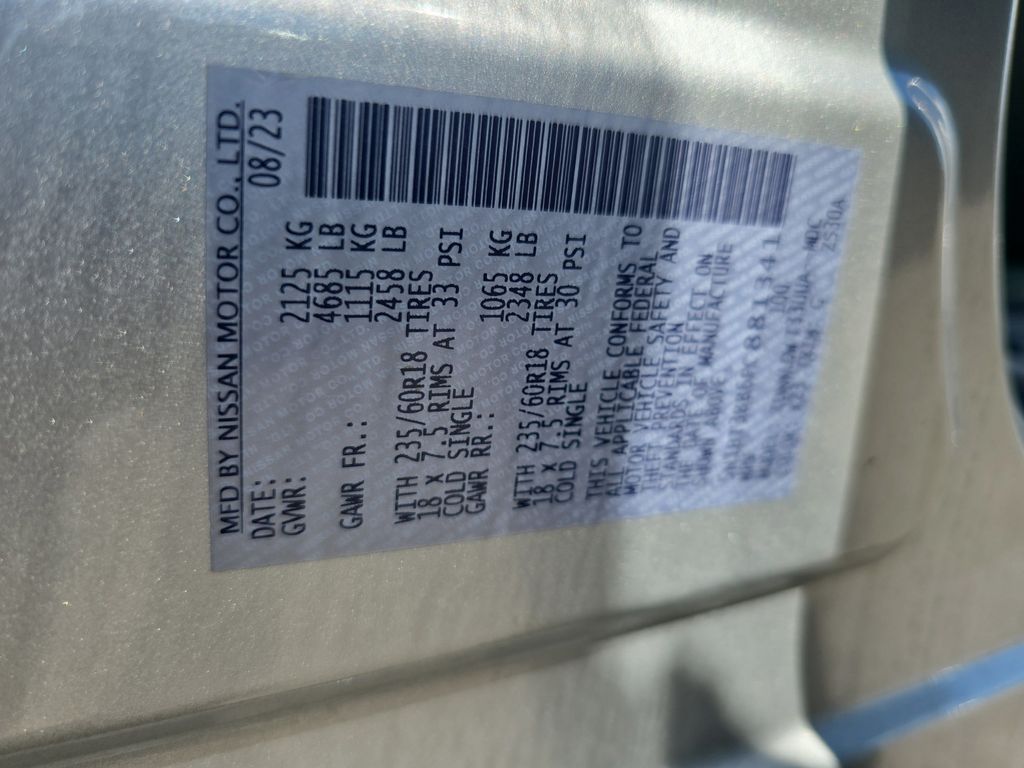 MFD BY NISSAN MOTOR CO., LTD.
DATE: 08/23
GVWR: 2125 KG
4685 LB
GAWR FR.: 1115 KG
2458 LB
WITH 235/60R18 TIRES
18 X 7.5 RIMS AT 33 PSI
COLD SINGLE
GAWR RR.: 1065 KG
2348 LB
WITH 235/60R18 TIRES
18 X 7.5 RIMS AT 30 PSI
COLD SINGLE
THIS VEHICLE CONFORMS TO
ALL APPLICABLE FEDERAL
MOTOR VEHICLE SAFETY AND
THEFT PREVENTION
STANDARDS IN EFFECT ON
THE DATE OF MANUFACTURE
SHOWN ABOVE